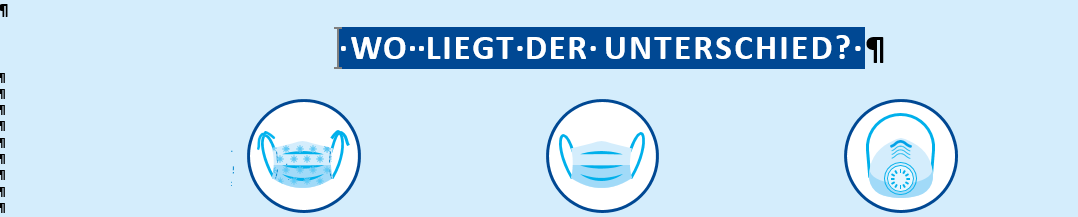 WO LIEGT DER UNTERSCHIED?